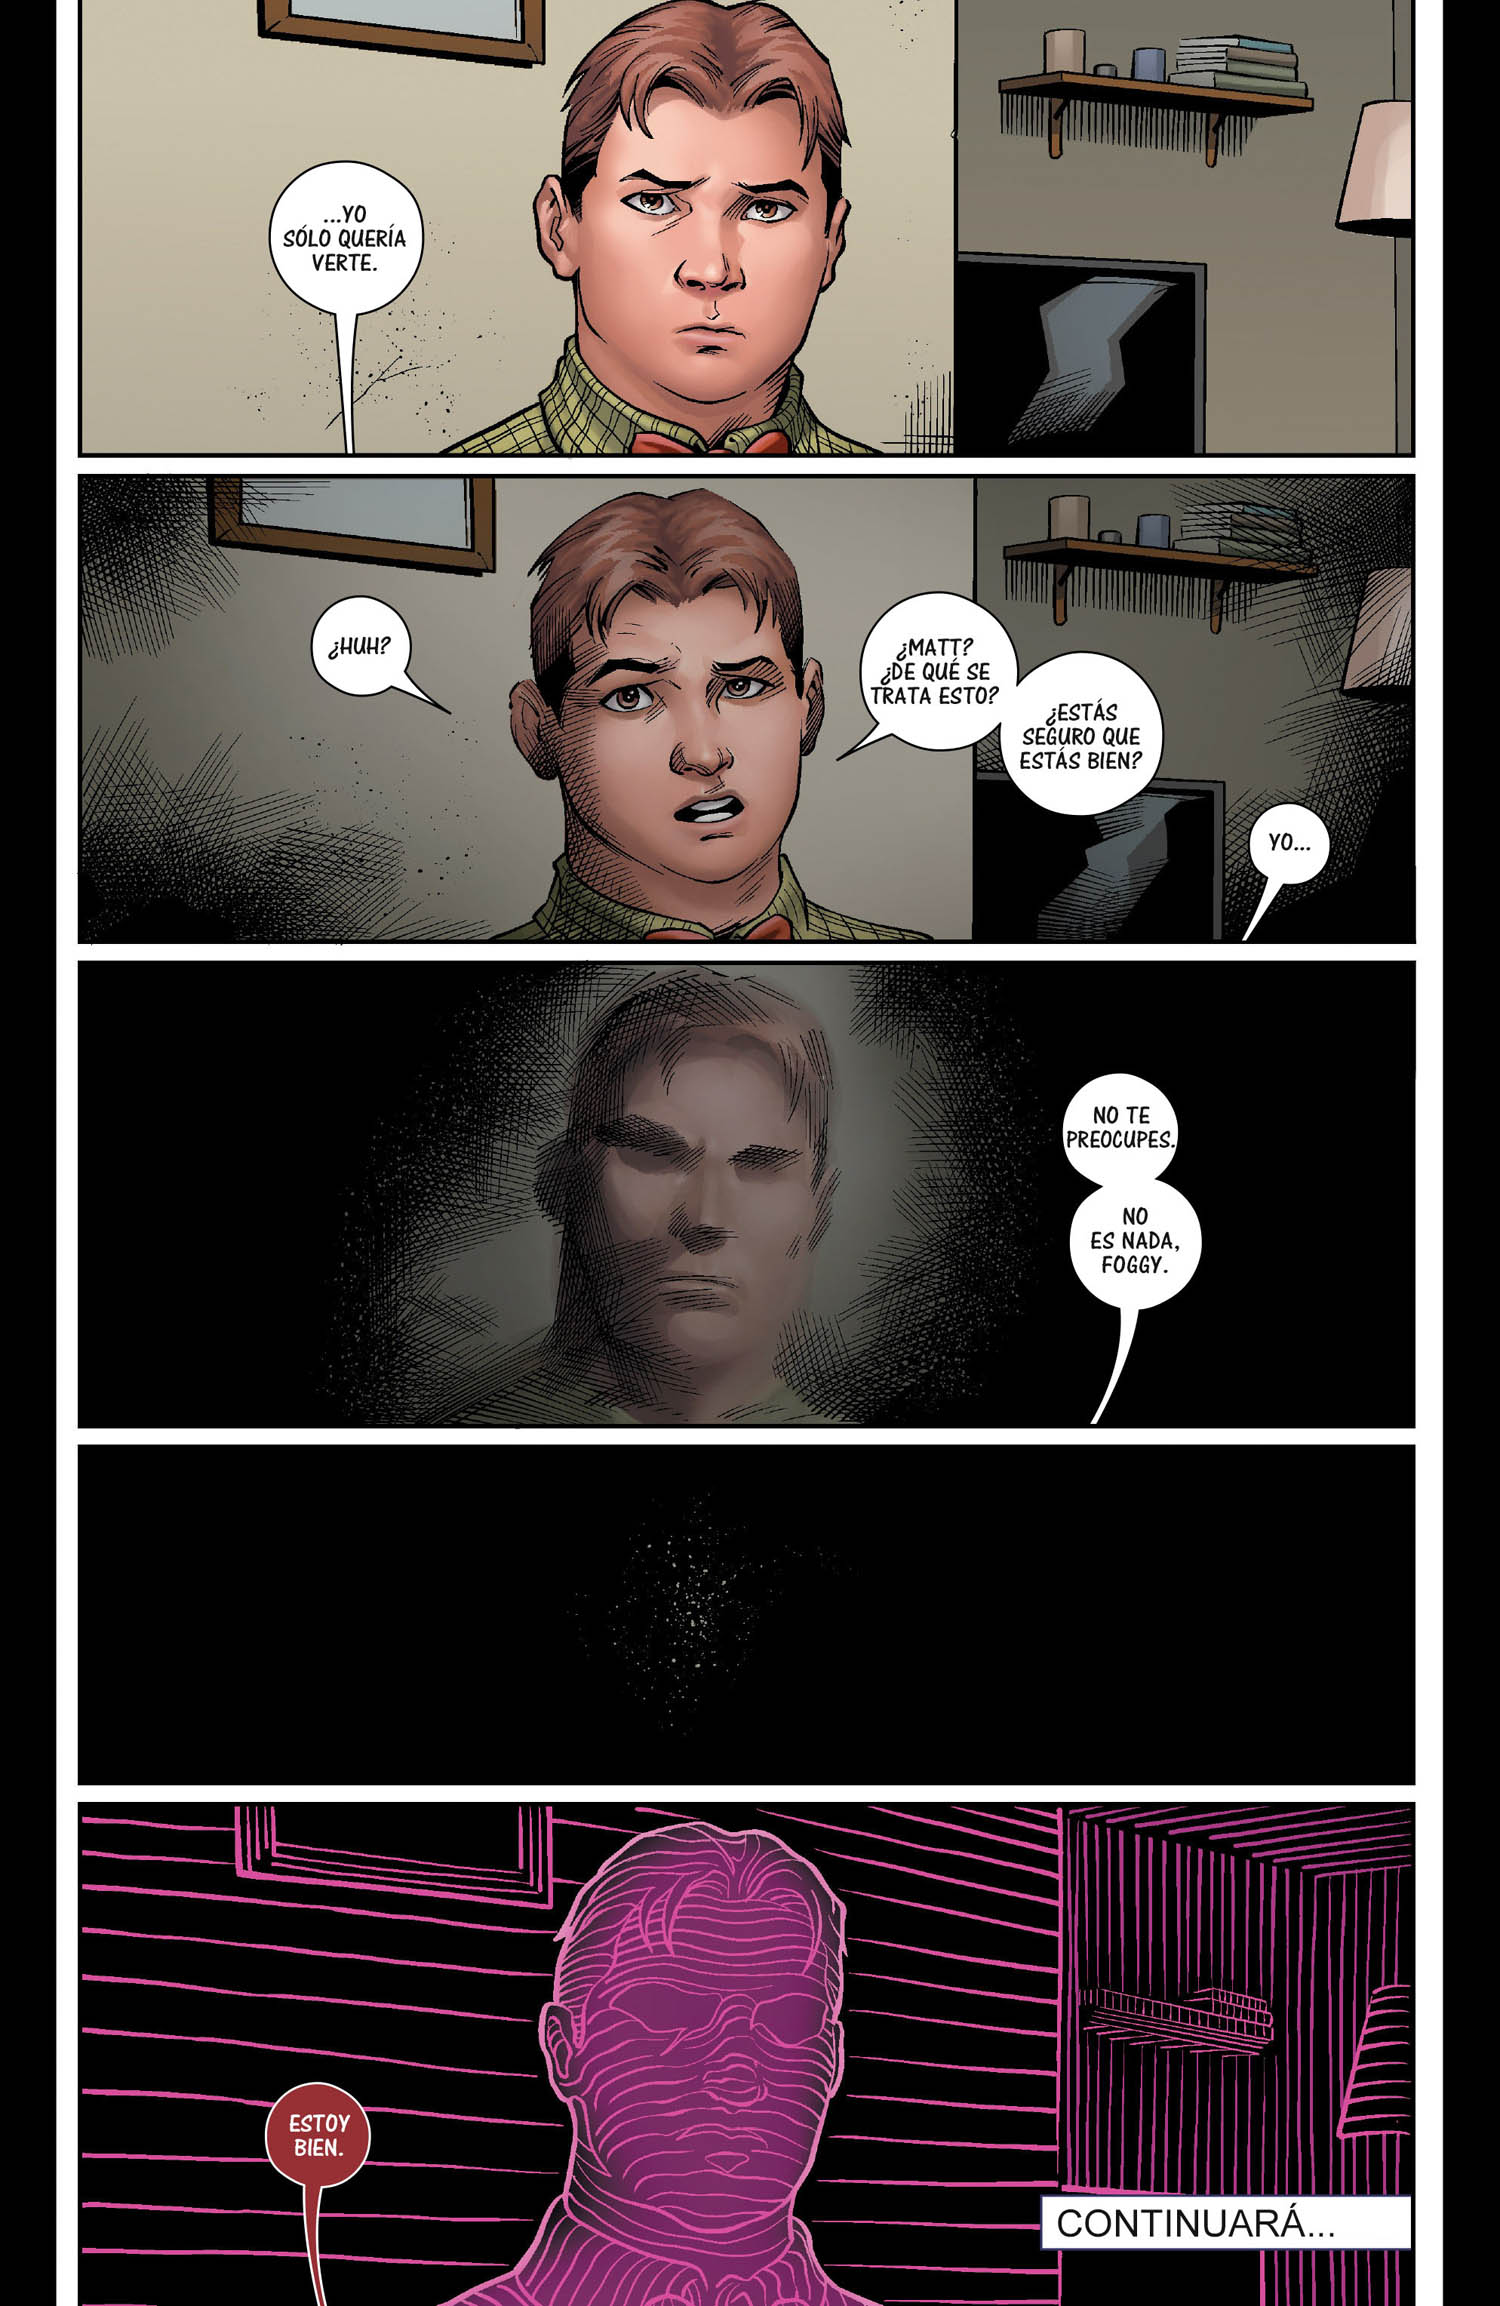 ...YO
SÓLO QUERÍA
VERTE.
¿HUH?
¿MATT?
¿DE QUÉ SE
TRATA ESTO?
¿ESTÁS
SEGURO QUE
ESTÁS BIEN?
YO...
NO TE
PREOCUPES.
NO
ES NADA,
FOGGY.
ESTOY
BIEN.
CONTINUARÁ...